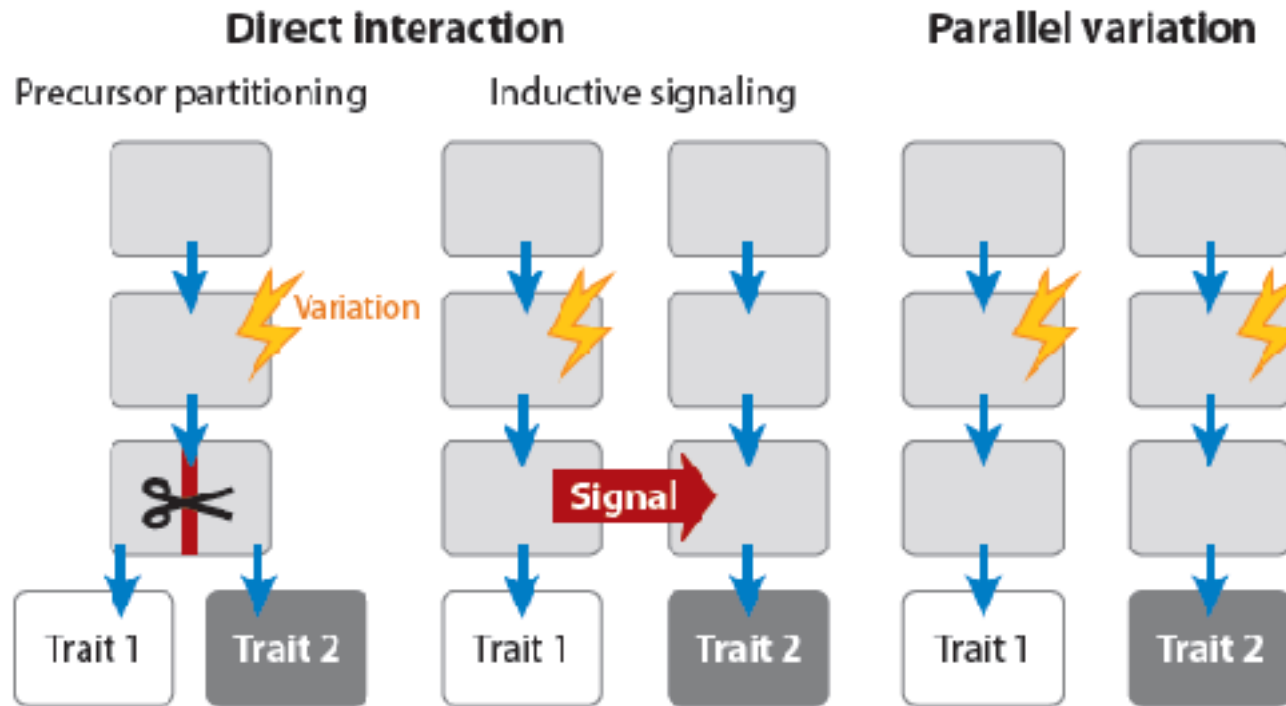 Direct interaction
Parallel variation
Precursor partitioning
Inductive signaling
Variation
Signal
Trait 1
Trait 2
Trait 1
Trait 2
Trait 1
Trait 2